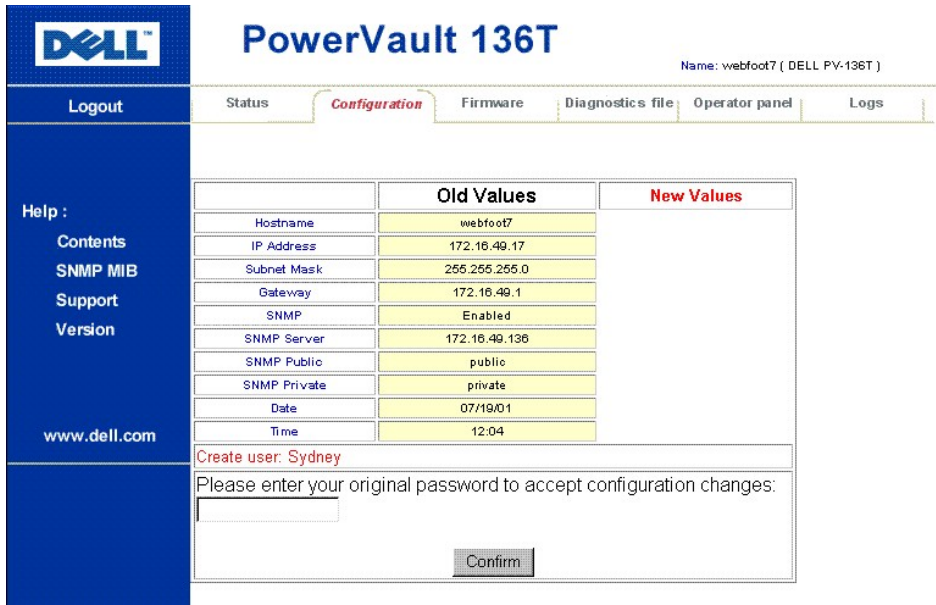 DELL™
PowerVault 136T
Name: webfoot7 ( DELL PV-136T )
Logout
Status Configuration Firmware Diagnostics file Operator panel Logs
Help :
Contents
SNMP MIB
Support
Version
www.dell.com
Old Values New Values
Hostname webfoot7
IP Address 172.16.49.17
Subnet Mask 255.255.255.0
Gateway 172.16.49.1
SNMP Enabled
SNMP Server 172.16.49.136
SNMP Public public
SNMP Private private
Date 07/19/01
Time 12:04
Create user: Sydney
Please enter your original password to accept configuration changes:
Confirm